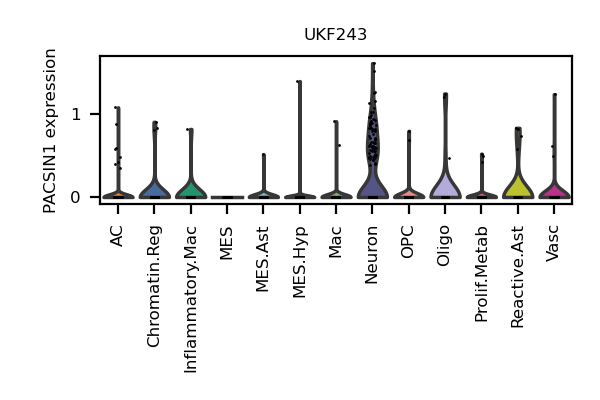 UKF243
PACSIN1 expression
1
0
AC
Chromatin.Reg
Inflammatory.Mac
MES
MES.Ast
MES.Hyp
Mac
Neuron
OPC
Oligo
Prolif.Metab
Reactive.Ast
Vasc